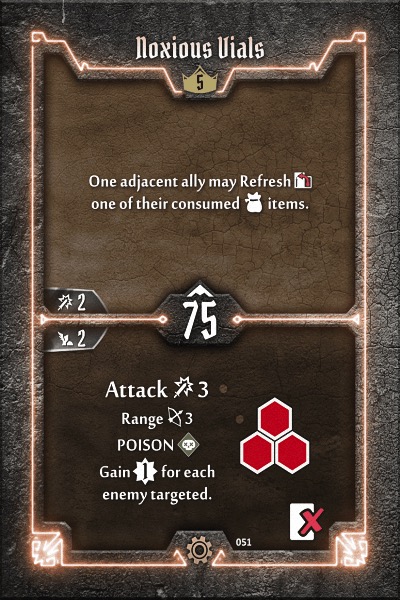 Noxious Vials
5
One adjacent ally may Refresh
one of their consumed items.
2
75
2
Attack 3
Range 3
POISON
Gain 1 for each
enemy targeted.
051